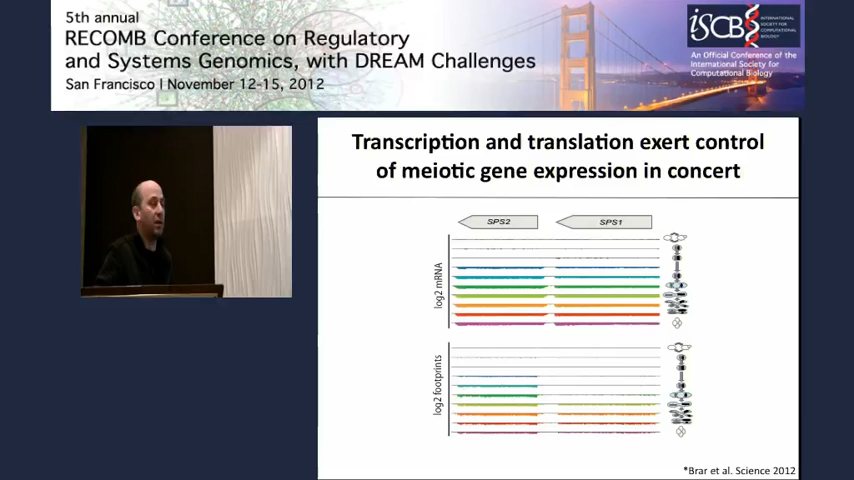 5th annual
RECOMB Conference on Regulatory
and Systems Genomics, with DREAM Challenges
San Francisco | November 12-15, 2012
iSCB
INTERNATIONAL
SOCIETY FOR
COMPUTATIONAL
BIOLOGY
An Official Conference of the
International Society for
Computational Biology
Transcription and translation exert control
of meiotic gene expression in concert
SPS2
SPS1
log2 mRNA
log2 footprints
*Brar et al. Science 2012